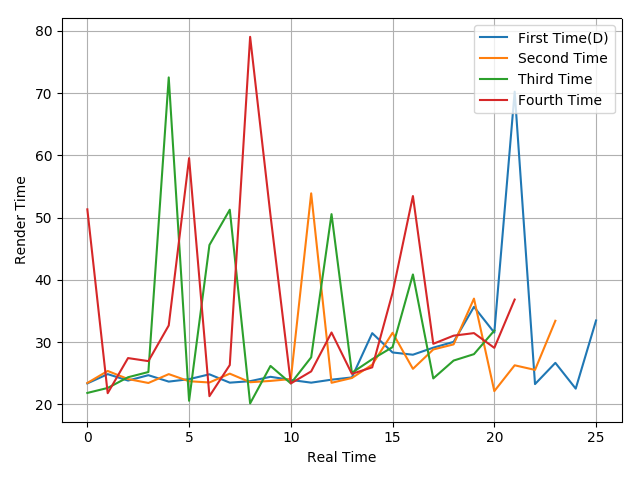 80
70
60
50
40
30
20
Render Time
0 5 10 15 20 25
Real Time
First Time(D)
Second Time
Third Time
Fourth Time